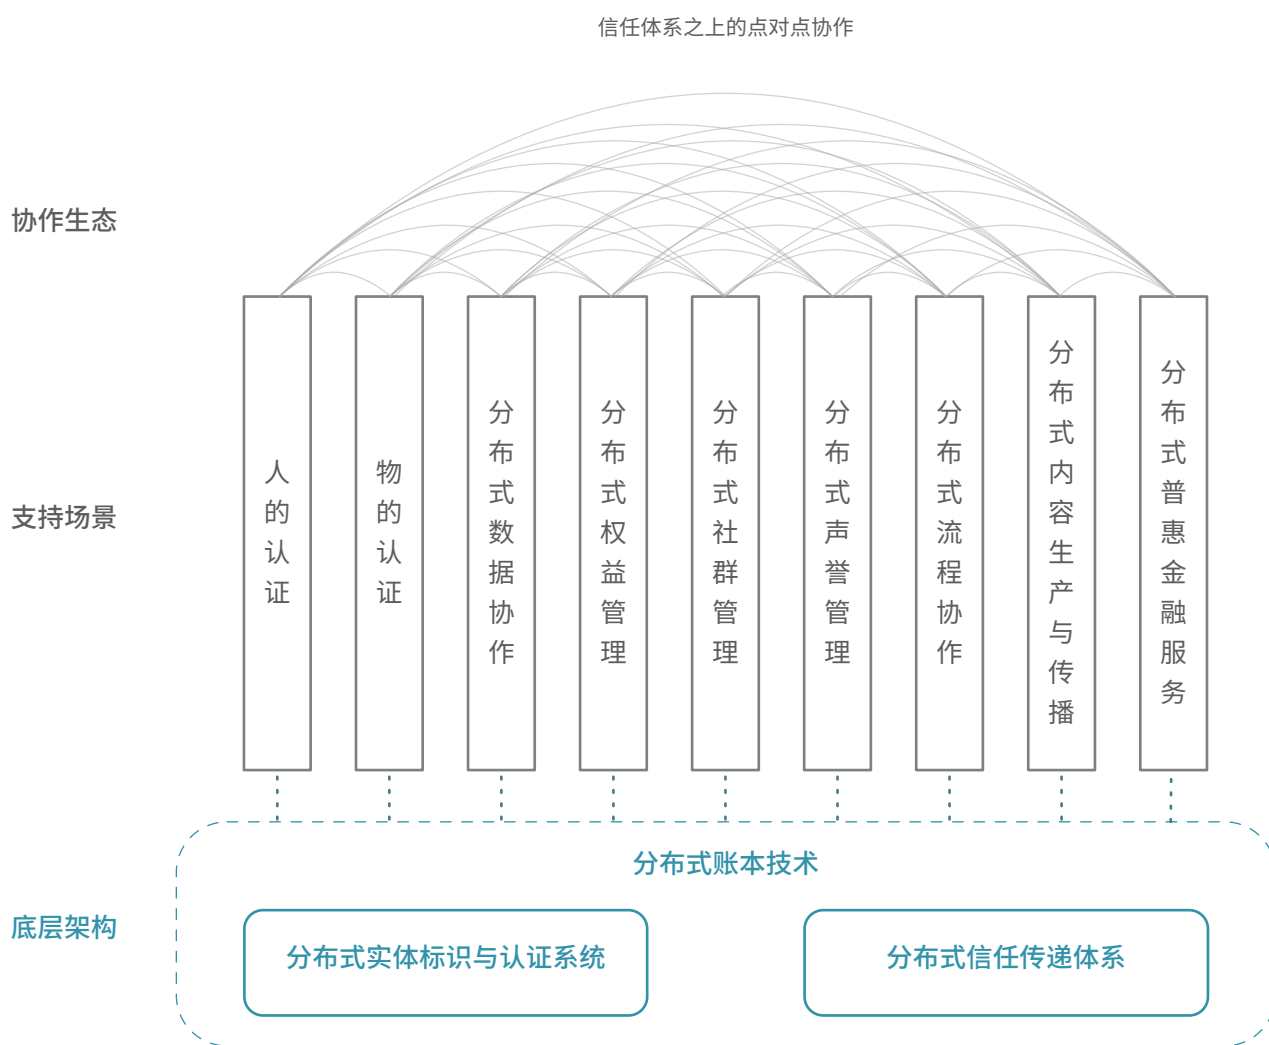 信任体系之上的点对点协作
协作生态
支持场景
人的认证
物的认证
分布式数据协作
分布式权益管理
分布式社群管理
分布式声誉管理
分布式流程协作
分布式内容生产与传播
分布式普惠金融服务
底层架构
分布式账本技术
分布式实体标识与认证系统
分布式信任传递体系